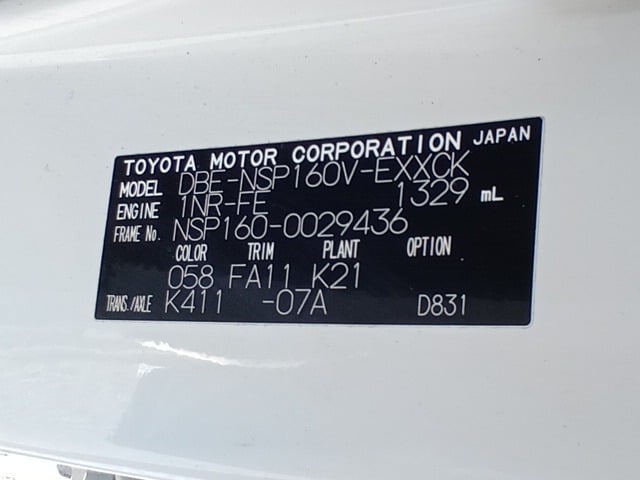 TOYOTA MOTOR CORPORATION JAPAN
MODEL DBE-NSP160V-EXXCK
ENGINE 1NR-FE 1329 mL
FRAME No. NSP160-0029436
COLOR TRIM PLANT OPTION
058 FA11 K21
TRANS./AXLE K411 -07A D831